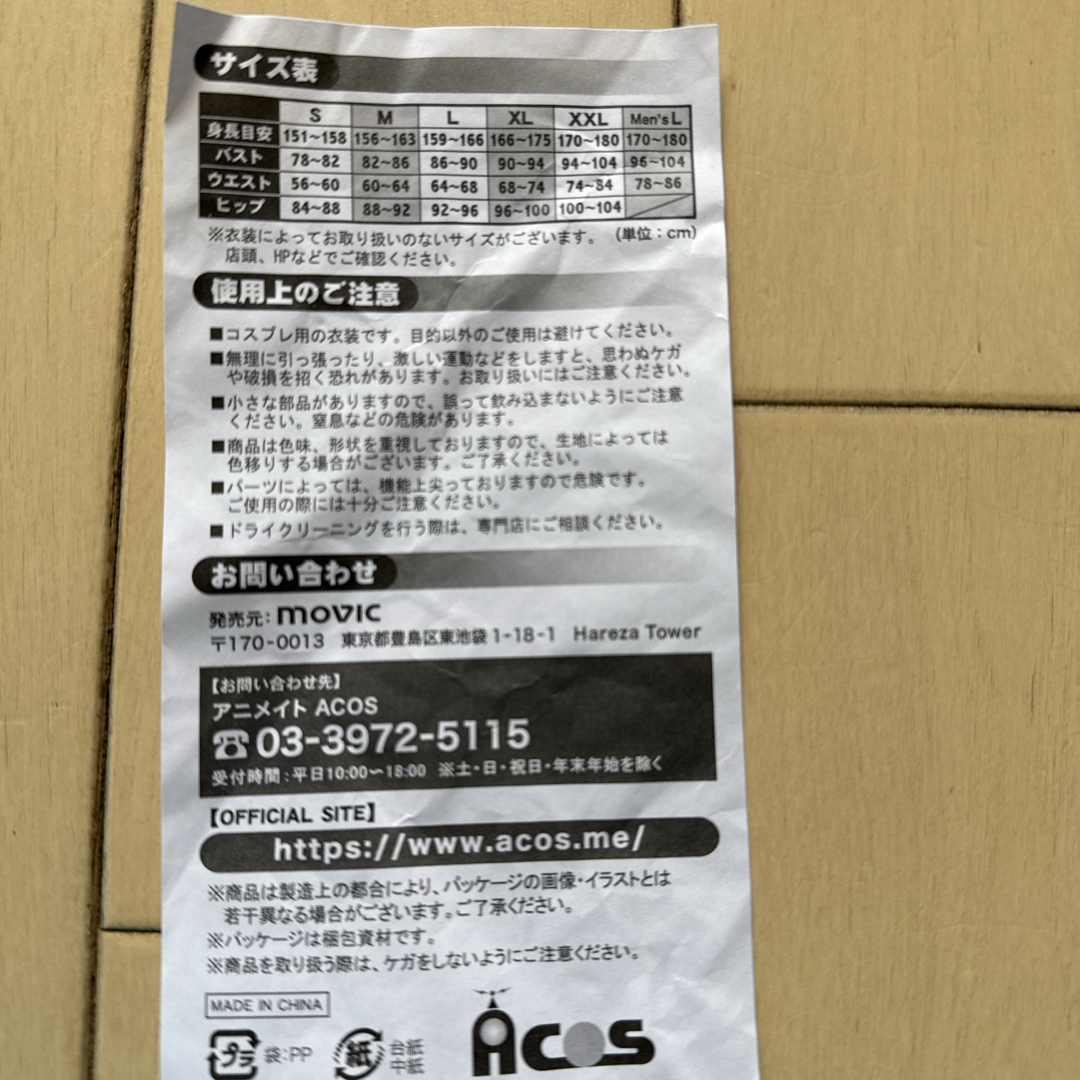 サイズ表
S M L XL XXL Men's L
身長目安 151~158 156~163 159~166 166~175 170~180 170~180
バスト 78~82 82~86 86~90 90~94 94~104 96~104
ウエスト 56~60 60~64 64~68 68~74 74~84 78~86
ヒップ 84~88 88~92 92~96 96~100 100~104
※衣装によってお取り扱いのないサイズがございます。 (単位:cm)
店頭、HPなどでご確認ください。
使用上のご注意
■コスプレ用の衣装です。目的以外のご使用は避けてください。
■無理に引っ張ったり、激しい運動などをしますと、思わぬケガ
や破損を招く恐れがあります。お取り扱いにはご注意ください。
■小さな部品がありますので、誤って飲み込まないようにご注意
ください。窒息などの危険があります。
■商品は色味、形状を重視しておりますので、生地によっては
色移りする場合がございます。ご了承ください。
■パーツによっては、機能上尖っておりますので危険です。
ご使用の際には十分ご注意ください。
■ドライクリーニングを行う際は、専門店にご相談ください。
お問い合わせ
発売元:movic
〒170-0013 東京都豊島区東池袋1-18-1 Hareza Tower
【お問い合わせ先】
アニメイト ACOS
☎03-3972-5115
受付時間:平日10:00~18:00 ※土・日・祝日・年末年始を除く
【OFFICIAL SITE】
https://www.acos.me/
※商品は製造上の都合により、パッケージの画像・イラストとは
若干異なる場合がございます。ご了承ください。
※パッケージは梱包資材です。
※商品を取り扱う際は、ケガをしないようにご注意ください。
MADE IN CHINA
プラ 袋:PP 紙 台紙
中紙
ACOS